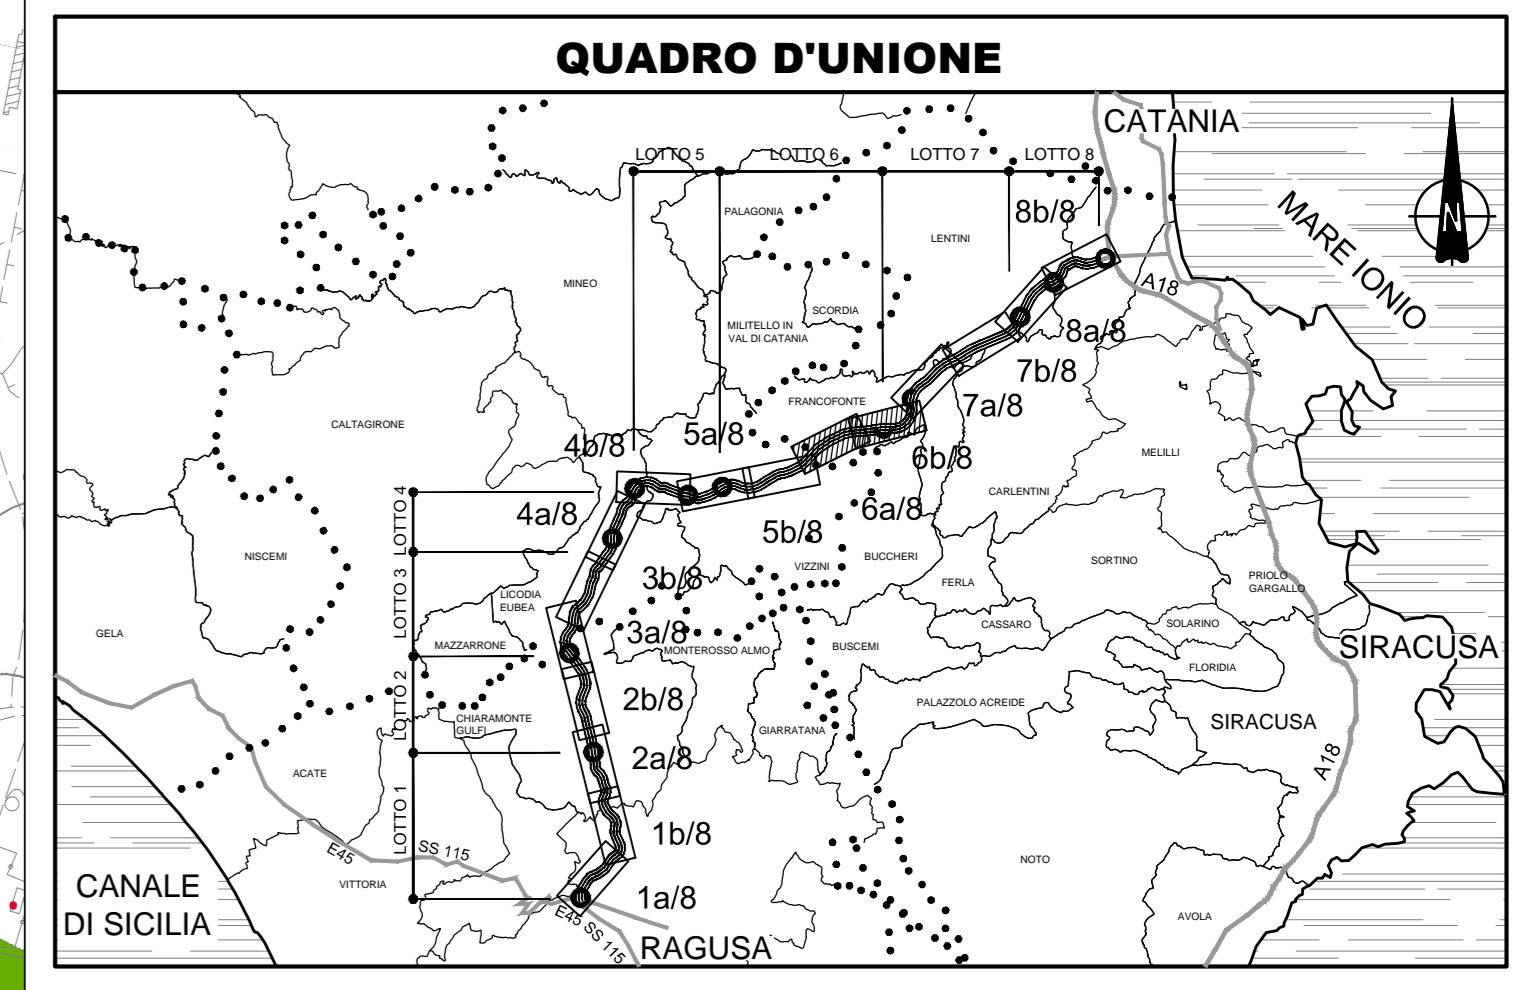 QUADRO D'UNIONE
CATANIA
LOTTO 5
LOTTO 6
LOTTO 7
LOTTO 8
PALAGONIA
8b/8
LENTINI
MARE IONIO
N
MINEO
A18
SCORDIA
MILITELLO IN
VAL DI CATANIA
8a/8
7b/8
FRANCOFONTE
7a/8
CALTAGIRONE
4b/8
5a/8
6b/8
MELILLI
CARLENTINI
LOTTO 4
4a/8
6a/8
5b/8
NISCEMI
BUCCHERI
VIZZINI
SORTINO
FERLA
PRIOLO
GARGALLO
3b/8
LICODIA
EUBEA
LOTTO 3
GELA
CASSARO
SOLARINO
3a/8
MAZZARRONE
MONTEROSSO ALMO
BUSCEMI
SIRACUSA
FLORIDIA
LOTTO 2
2b/8
PALAZZOLO ACREIDE
CHIARAMONTE
GULFI
GIARRATANA
SIRACUSA
2a/8
A18
ACATE
LOTTO 1
1b/8
E45
SS 115
NOTO
VITTORIA
CANALE
DI SICILIA
1a/8
E45 SS 115
AVOLA
RAGUSA